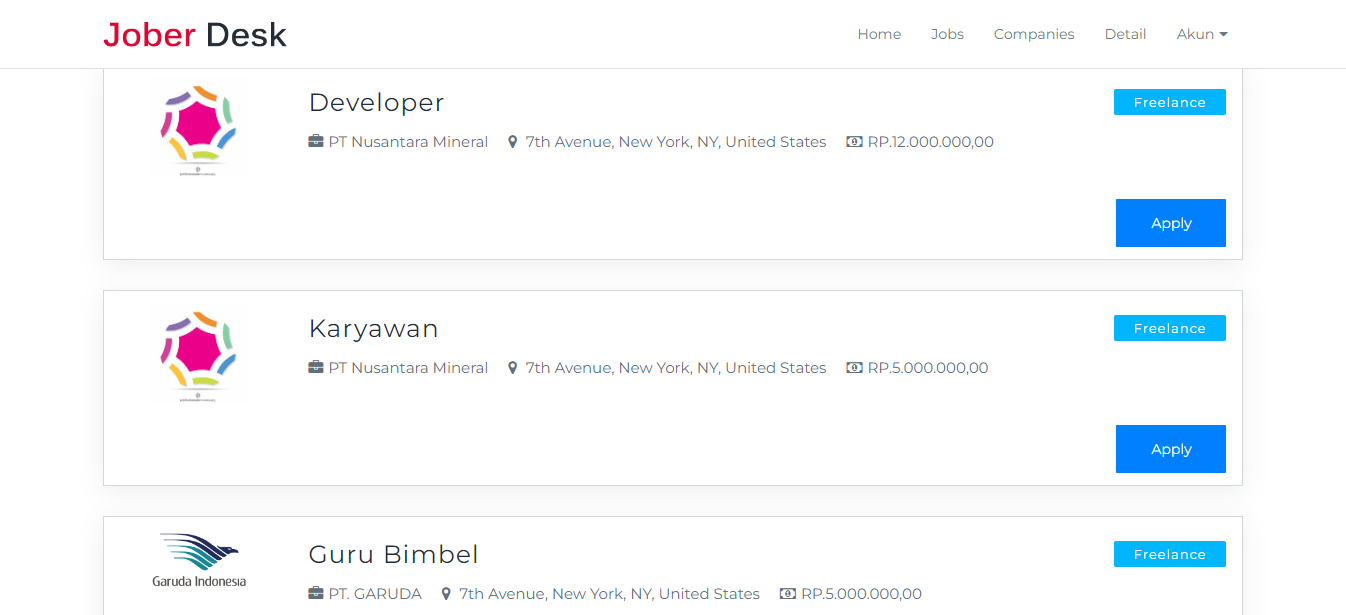 Jober Desk
Home Jobs Companies Detail Akun
Developer
Freelance
PT Nusantara Mineral 7th Avenue, New York, NY, United States RP.12.000.000,00
Apply
Karyawan
Freelance
PT Nusantara Mineral 7th Avenue, New York, NY, United States RP.5.000.000,00
Apply
Garuda Indonesia
Guru Bimbel
Freelance
PT. GARUDA 7th Avenue, New York, NY, United States RP.5.000.000,00